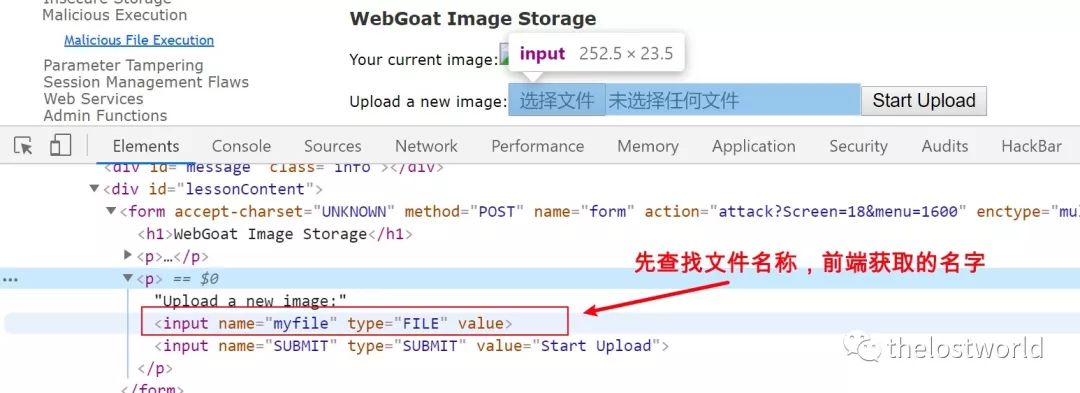 Insecure Storage
Malicious Execution
Malicious File Execution
Parameter Tampering
Session Management Flaws
Web Services
Admin Functions
WebGoat Image Storage
Your current image:
input 252.5 × 23.5
Upload a new image: 选择文件 未选择任何文件 Start Upload
Elements Console Sources Network Performance Memory Application Security Audits HackBar
<div id="message" class="info"></div>
▼<div id="lessonContent">
▼<form accept-charset="UNKNOWN" method="POST" name="form" action="attack?Screen=18&menu=1600" enctype="mul
<h1>WebGoat Image Storage</h1>
▶<p>…</p>
… ▼<p> == $0
先查找文件名称，前端获取的名字
"Upload a new image:"
<input name="myfile" type="FILE" value>
<input name="SUBMIT" type="SUBMIT" value="Start Upload">
</p>
</form>
thelostworld